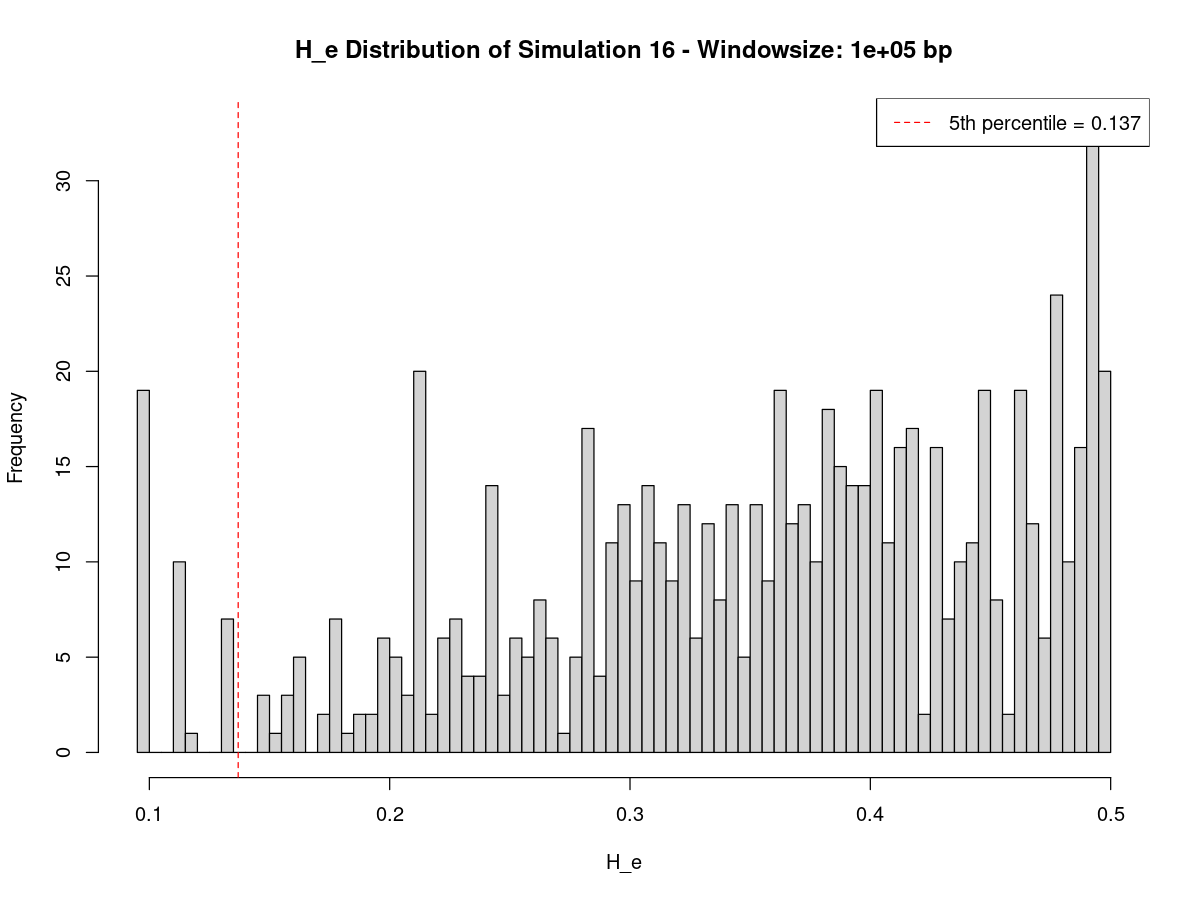 H_e Distribution of Simulation 16 - Windowsize: 1e+05 bp
5th percentile = 0.137
Frequency
30
25
20
15
10
5
0
0.1 0.2 0.3 0.4 0.5
H_e